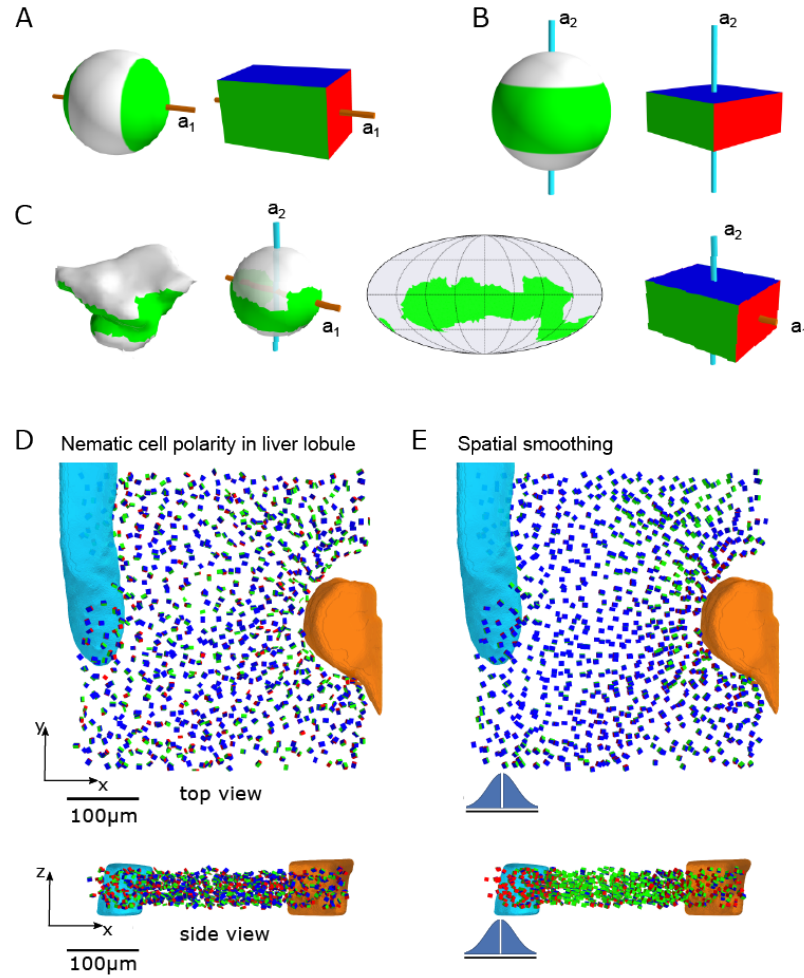 A
B
a₂
a₂
a₁
a₁
C
a₂
a₂
a₁
D Nematic cell polarity in liver lobule
E Spatial smoothing
y
x
top view
100µm
z
x
side view
100µm